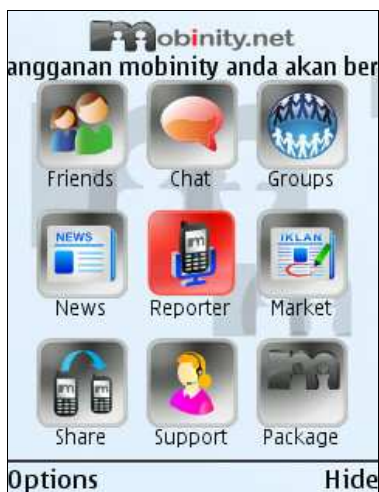 mobinity.net
angganan mobinity anda akan ber
Friends Chat Groups
NEWS IKLAN
News Reporter Market
Share Support Package
Options Hide